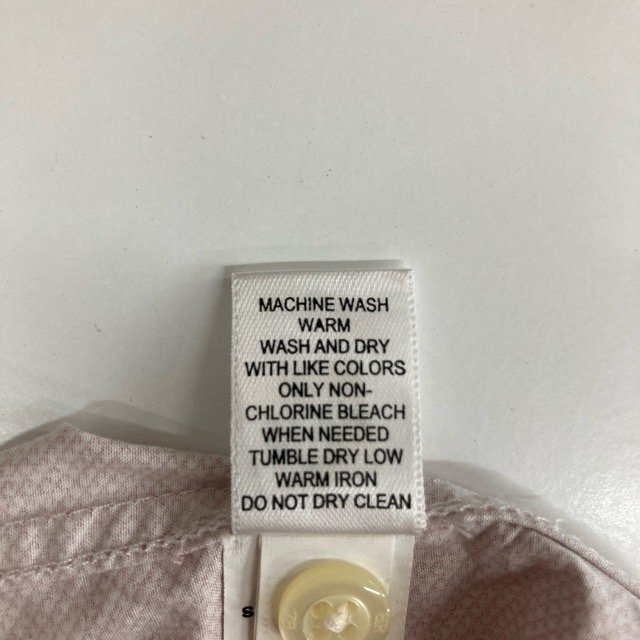 MACHINE WASH
WARM
WASH AND DRY
WITH LIKE COLORS
ONLY NON-
CHLORINE BLEACH
WHEN NEEDED
TUMBLE DRY LOW
WARM IRON
DO NOT DRY CLEAN
S